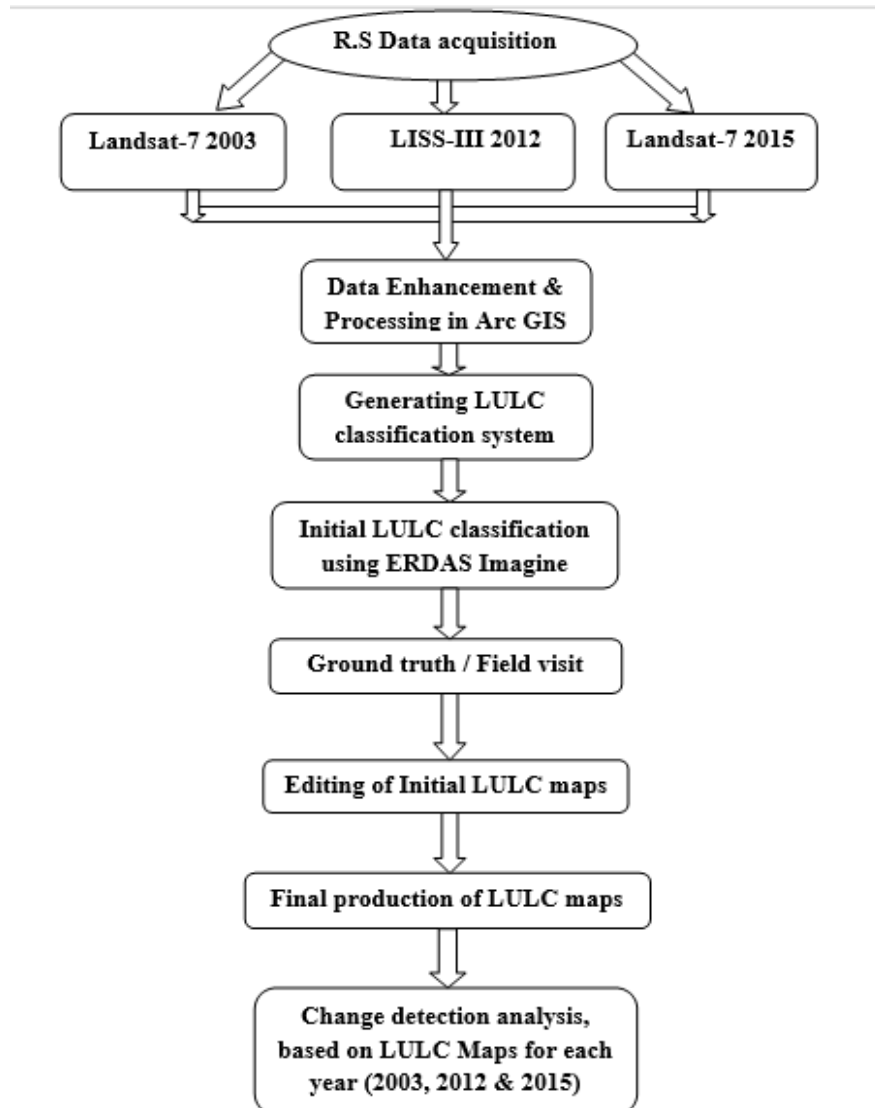 R.S Data acquisition
Landsat-7 2003
LISS-III 2012
Landsat-7 2015
Data Enhancement &
Processing in Arc GIS
Generating LULC
classification system
Initial LULC classification
using ERDAS Imagine
Ground truth / Field visit
Editing of Initial LULC maps
Final production of LULC maps
Change detection analysis,
based on LULC Maps for each
year (2003, 2012 & 2015)